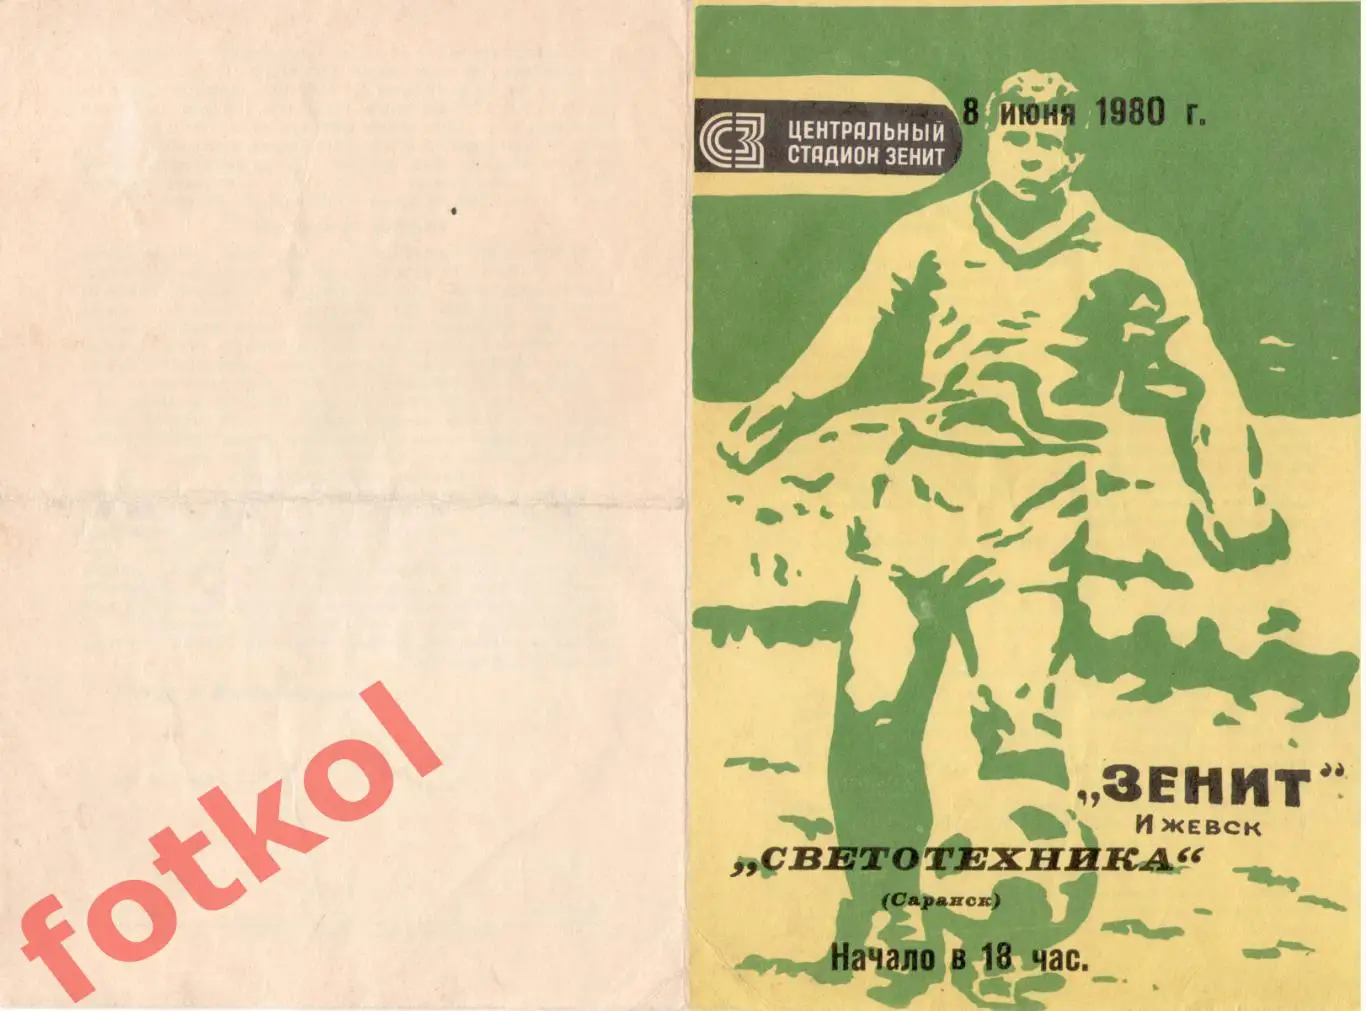 СЗ
ЦЕНТРАЛЬНЫЙ
СТАДИОН ЗЕНИТ
8 июня 1980 г.
„ЗЕНИТ“
ИЖЕВСК
„СВЕТОТЕХНИКА“
(Саранск)
Начало в 18 час.
fotkol